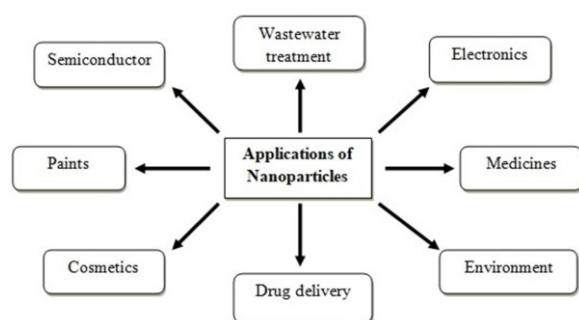 Wastewater
treatment
Semiconductor
Electronics
Applications of
Nanoparticles
Paints
Medicines
Cosmetics
Drug delivery
Environment